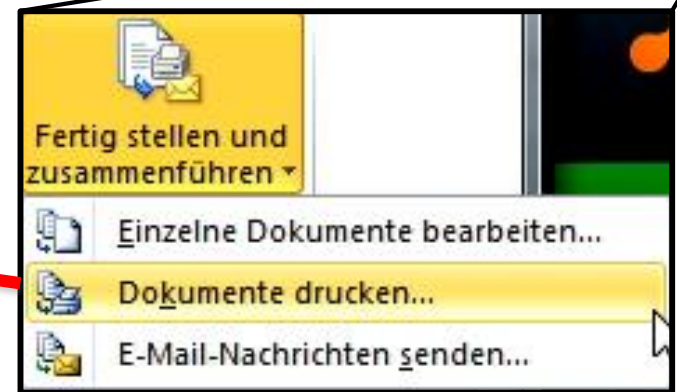 Fertig stellen und
zusammenführen
Einzelne Dokumente bearbeiten...
Dokumente drucken...
E-Mail-Nachrichten senden...